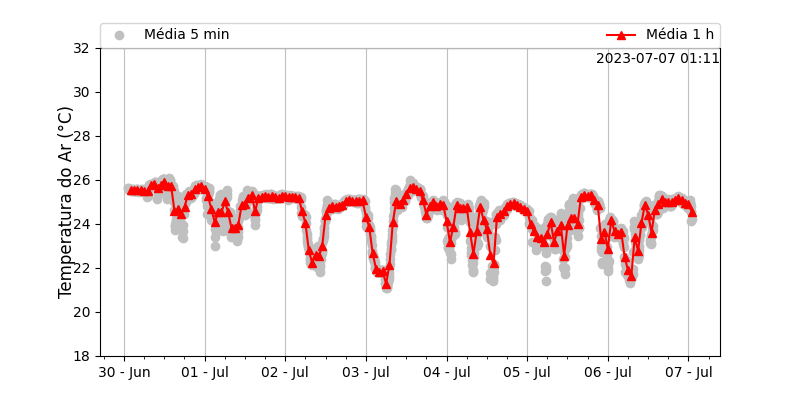 Média 5 min
Média 1 h
2023-07-07 01:11
Temperatura do Ar (°C)
32
30
28
26
24
22
20
18
30 - Jun
01 - Jul
02 - Jul
03 - Jul
04 - Jul
05 - Jul
06 - Jul
07 - Jul